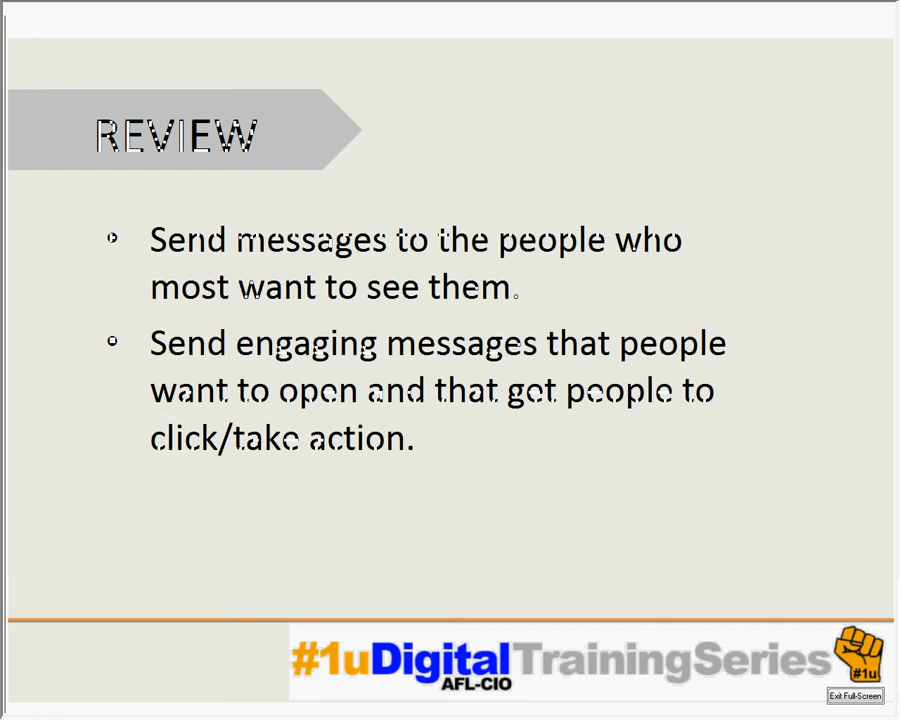 REVIEW
Send messages to the people who
most want to see them.
Send engaging messages that people
want to open and that get people to
click/take action.
#1uDigitalTrainingSeries
AFL-CIO
#1u
Exit Full-Screen